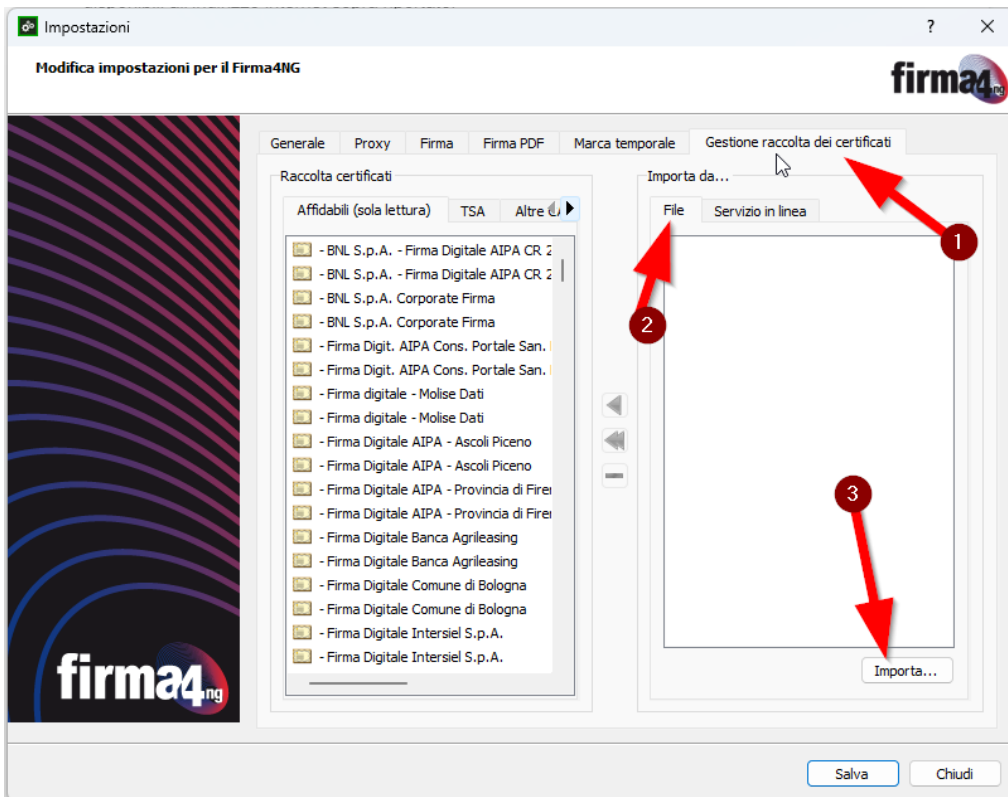 Impostazioni
?
Modifica impostazioni per il Firma4NG
firma4ng
Generale
Proxy
Firma
Firma PDF
Marca temporale
Gestione raccolta dei certificati
Raccolta certificati
Importa da...
Affidabili (sola lettura)
TSA
Altre
File
Servizio in linea
- BNL S.p.A. - Firma Digitale AIPA CR 2
- BNL S.p.A. - Firma Digitale AIPA CR 2
- BNL S.p.A. Corporate Firma
- BNL S.p.A. Corporate Firma
- Firma Digit. AIPA Cons. Portale San.
- Firma Digit. AIPA Cons. Portale San.
- Firma digitale - Molise Dati
- Firma digitale - Molise Dati
- Firma Digitale AIPA - Ascoli Piceno
- Firma Digitale AIPA - Ascoli Piceno
- Firma Digitale AIPA - Provincia di Firen
- Firma Digitale AIPA - Provincia di Firen
- Firma Digitale Banca Agrileasing
- Firma Digitale Banca Agrileasing
- Firma Digitale Comune di Bologna
- Firma Digitale Comune di Bologna
- Firma Digitale Intersiel S.p.A.
- Firma Digitale Intersiel S.p.A.
1
2
3
Importa...
firma4ng
Salva
Chiudi